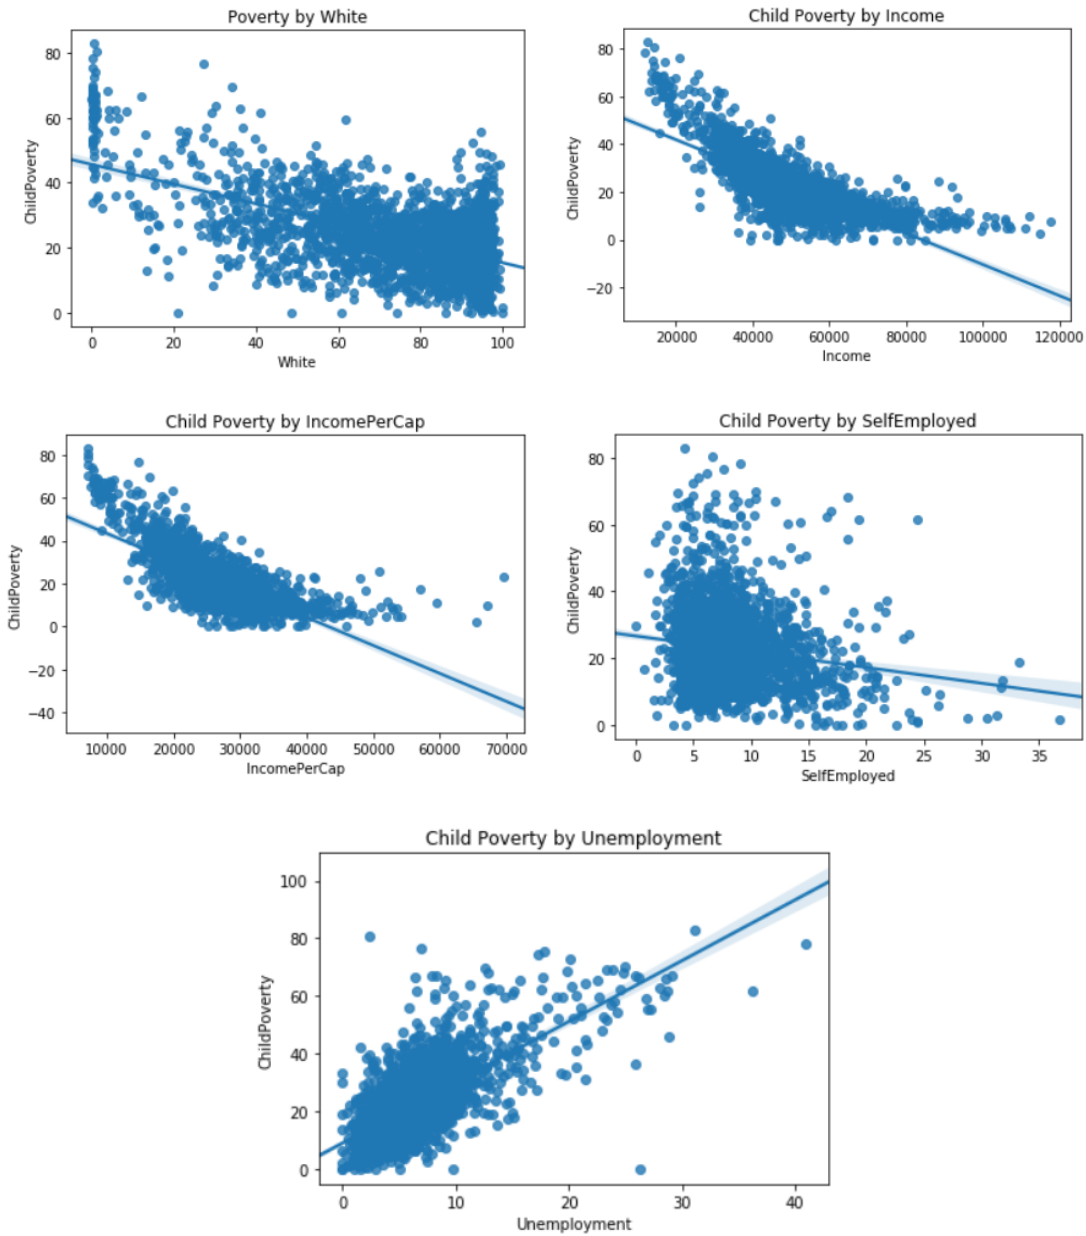 Poverty by White
80
60
40
20
0
ChildPoverty
0 20 40 60 80 100
White
Child Poverty by Income
80
60
40
20
0
−20
ChildPoverty
20000 40000 60000 80000 100000 120000
Income
Child Poverty by IncomePerCap
80
60
40
20
0
−20
−40
ChildPoverty
10000 20000 30000 40000 50000 60000 70000
IncomePerCap
Child Poverty by SelfEmployed
80
60
40
20
0
ChildPoverty
0 5 10 15 20 25 30 35
SelfEmployed
Child Poverty by Unemployment
100
80
60
40
20
0
ChildPoverty
0 10 20 30 40
Unemployment